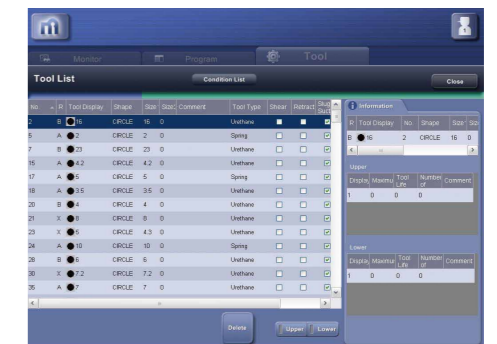 Monitor Program Tool
Tool List Condition List Close
No. R Tool Display Shape Size Size Comment Tool Type Shear Retract Slug Suct
2 B 16 CIRCLE 16 0 Urethane
5 A 2 CIRCLE 2 0 Spring
7 B 23 CIRCLE 23 0 Urethane
15 A 4.2 CIRCLE 4.2 0 Urethane
17 A 5 CIRCLE 5 0 Spring
18 A 3.5 CIRCLE 3.5 0 Urethane
20 B 4 CIRCLE 4 0 Urethane
21 X 8 CIRCLE 8 0 Urethane
23 X 5 CIRCLE 4.3 0 Urethane
24 A 10 CIRCLE 10 0 Spring
28 B 6 CIRCLE 6 0 Urethane
30 X 7.2 CIRCLE 7.2 0 Urethane
35 A 7 CIRCLE 7 0 Urethane
Delete Upper Lower
Information
R Tool Display No. Shape Size Siz
B 16 2 CIRCLE 16 0
Upper
Display Maximu Tool Life Number of Comment
1 0 0 0
Lower
Display Maximu Tool Life Number of Comment
1 0 0 0